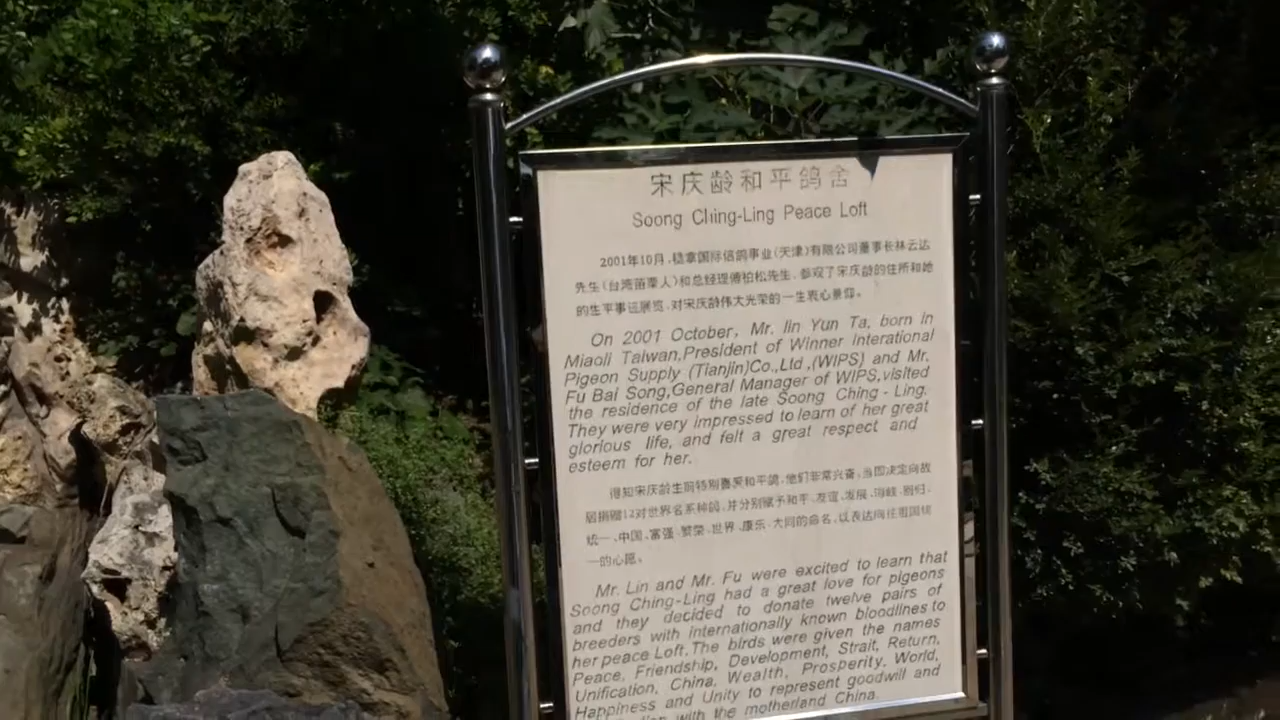 宋庆龄和平鸽舍
Soong Ching-Ling Peace Loft
2001年10月，稳拿国际信鸽事业（天津）有限公司董事长林云达
先生（台湾苗栗人）和总经理傅柏松先生，参观了宋庆龄的住所和她
的生平事迹展览，对宋庆龄伟大光荣的一生衷心景仰。
On 2001 October, Mr. lin Yun Ta, born in
Miaoli Taiwan,President of Winner International
Pigeon Supply (Tianjin)Co.,Ltd ,(WIPS) and Mr.
Fu Bai Song,General Manager of WIPS,visited
the residence of the late Soong Ching - Ling.
They were very impressed to learn of her great
glorious life, and felt a great respect and
esteem for her.
得知宋庆龄生前特别喜爱和平鸽，他们非常兴奋，当即决定向故
居捐赠12对世界名系种鸽，并分别赋予和平、友谊、发展、海峡、回归、
统一、中国、富强、繁荣、世界、康乐、大同的命名，以表达向往祖国统
一的心愿。
Mr. Lin and Mr. Fu were excited to learn that
Soong Ching-Ling had a great love for pigeons
and they decided to donate twelve pairs of
breeders with internationally known bloodlines to
her peace Loft.The birds were given the names
Peace, Friendship, Development, Strait, Return,
Unification, China, Wealth, Prosperity, World,
Happiness and Unity to represent goodwill and
with the motherland China.